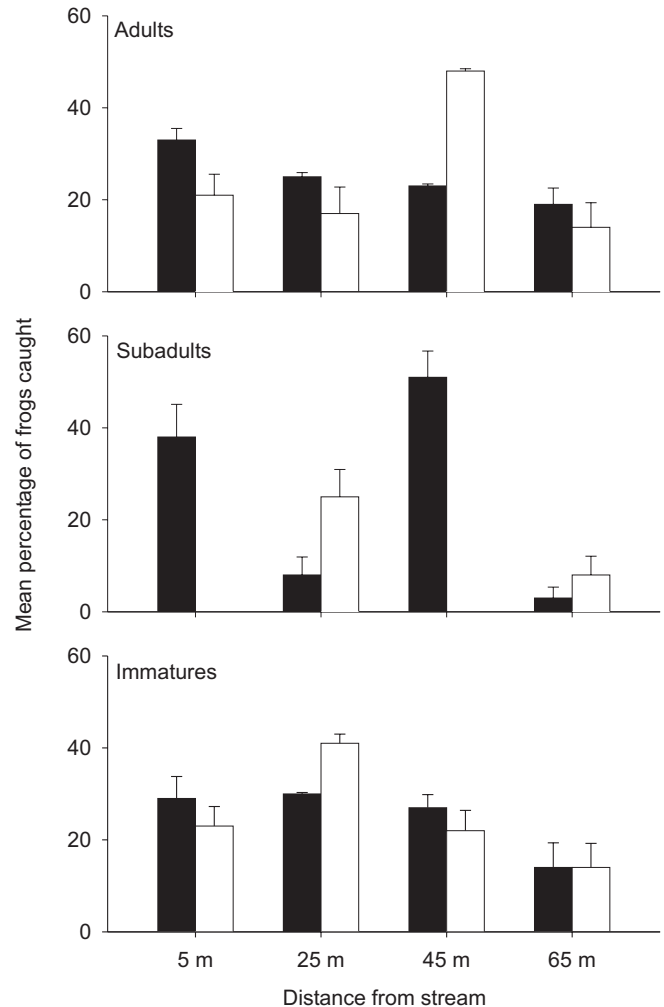 60
Adults
40
20
0
60
Subadults
40
20
0
60
Immatures
40
20
0
Mean percentage of frogs caught
5 m 25 m 45 m 65 m
Distance from stream